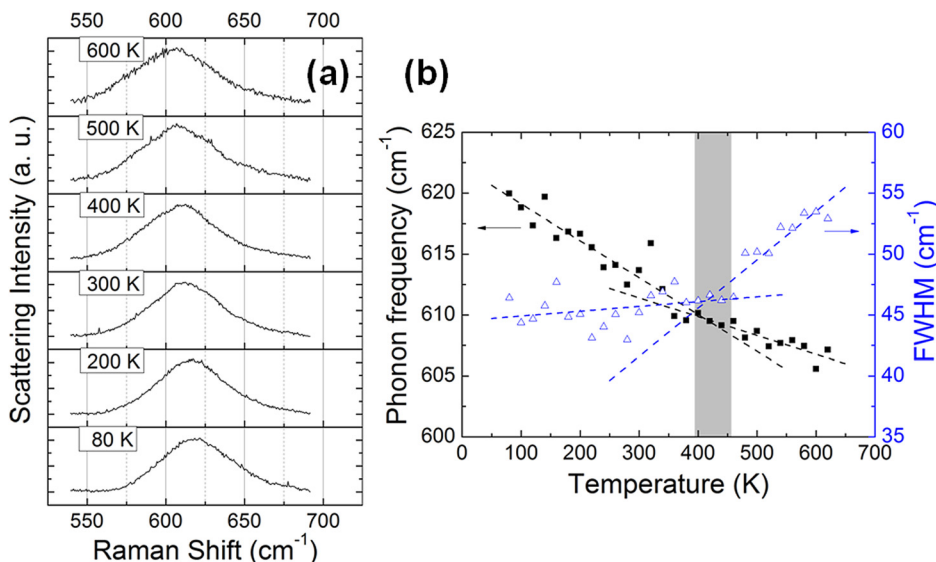 550 600 650 700
600 K
(a)
500 K
400 K
300 K
200 K
80 K
Scattering Intensity (a. u.)
550 600 650 700
Raman Shift (cm⁻¹)
(b)
625
620
615
610
605
600
Phonon frequency (cm⁻¹)
60
55
50
45
40
35
FWHM (cm⁻¹)
0 100 200 300 400 500 600 700
Temperature (K)